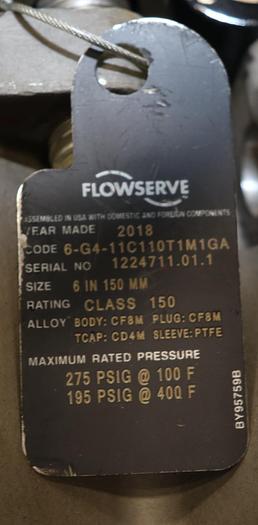 FLOWSERVE
ASSEMBLED IN USA WITH DOMESTIC AND FOREIGN COMPONENTS
YEAR MADE 2018
CODE 6-G4-11C110T1M1GA
SERIAL NO 1224711.01.1
SIZE 6 IN 150 MM
RATING CLASS 150
ALLOY BODY: CF8M PLUG: CF8M
TCAP: CD4M SLEEVE: PTFE
MAXIMUM RATED PRESSURE
275 PSIG @ 100 F
195 PSIG @ 400 F
BY95759B